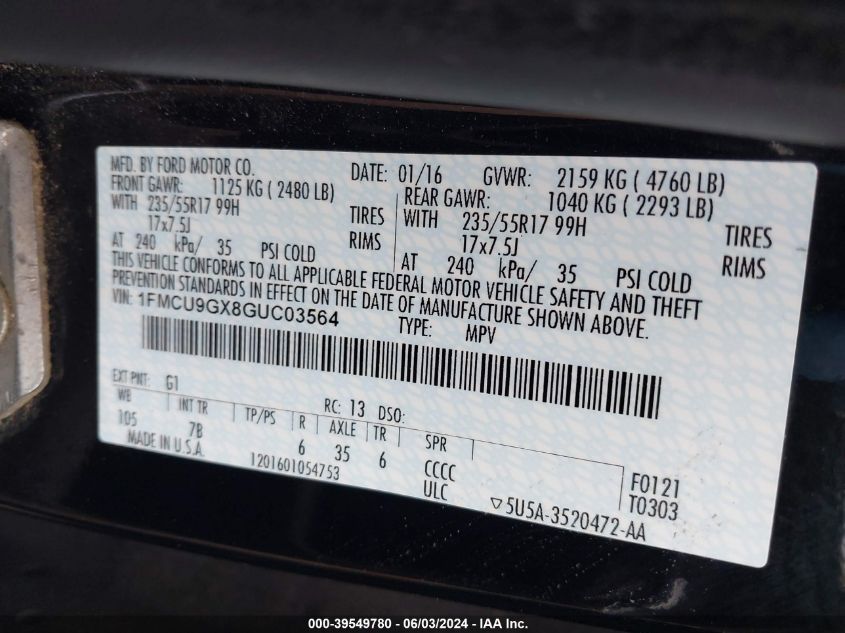 MFD. BY FORD MOTOR CO. DATE: 01/16 GVWR: 2159 KG ( 4760 LB)
FRONT GAWR: 1125 KG ( 2480 LB) REAR GAWR: 1040 KG ( 2293 LB)
WITH 235/55R17 99H TIRES WITH 235/55R17 99H TIRES
17x7.5J RIMS 17x7.5J RIMS
AT 240 kPa/ 35 PSI COLD AT 240 kPa/ 35 PSI COLD
THIS VEHICLE CONFORMS TO ALL APPLICABLE FEDERAL MOTOR VEHICLE SAFETY AND THEFT
PREVENTION STANDARDS IN EFFECT ON THE DATE OF MANUFACTURE SHOWN ABOVE.
VIN: 1FMCU9GX8GUC03564 TYPE: MPV
EXT PNT: G1 RC: 13 DSO:
WB INT TR TP/PS R AXLE TR SPR
105 7B 6 35 6 CCCC F0121
MADE IN U.S.A. 1201601054753 ULC T0303
▽5U5A-3520472-AA
000-39549780 - 06/03/2024 - IAA Inc.